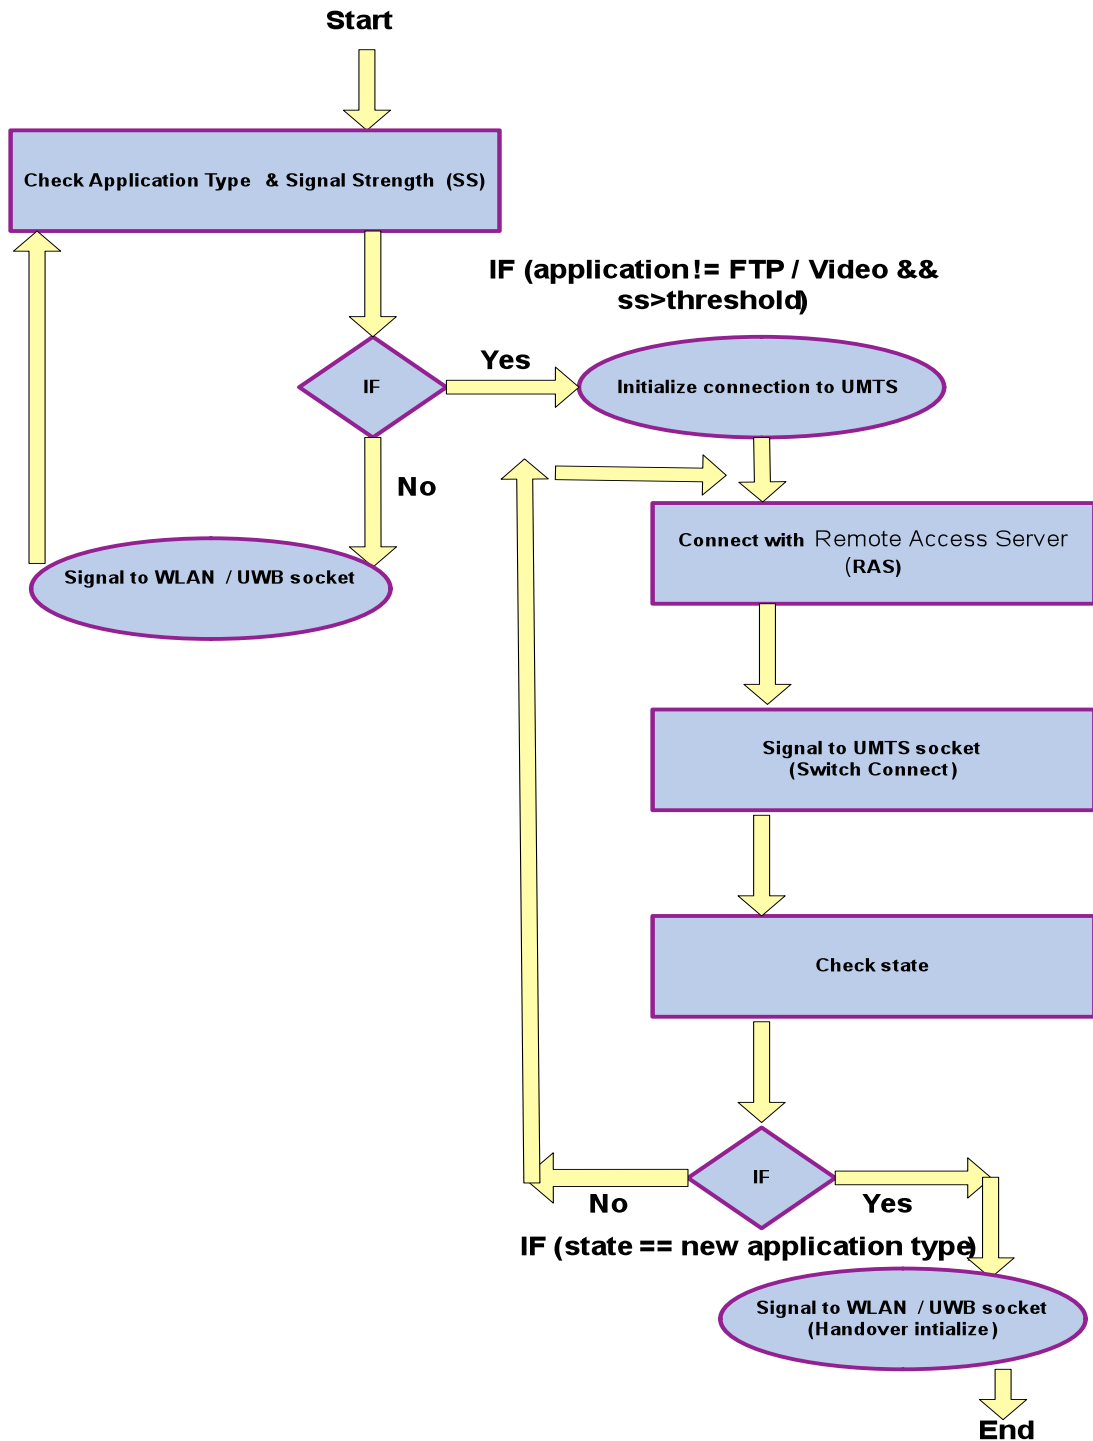 Start
Check Application Type & Signal Strength (SS)
IF (application != FTP / Video &&
ss>threshold)
IF
Yes
Initialize connection to UMTS
No
Connect with Remote Access Server
(RAS)
Signal to WLAN / UWB socket
Signal to UMTS socket
(Switch Connect)
Check state
IF
No
Yes
IF (state == new application type)
Signal to WLAN / UWB socket
(Handover intialize)
End